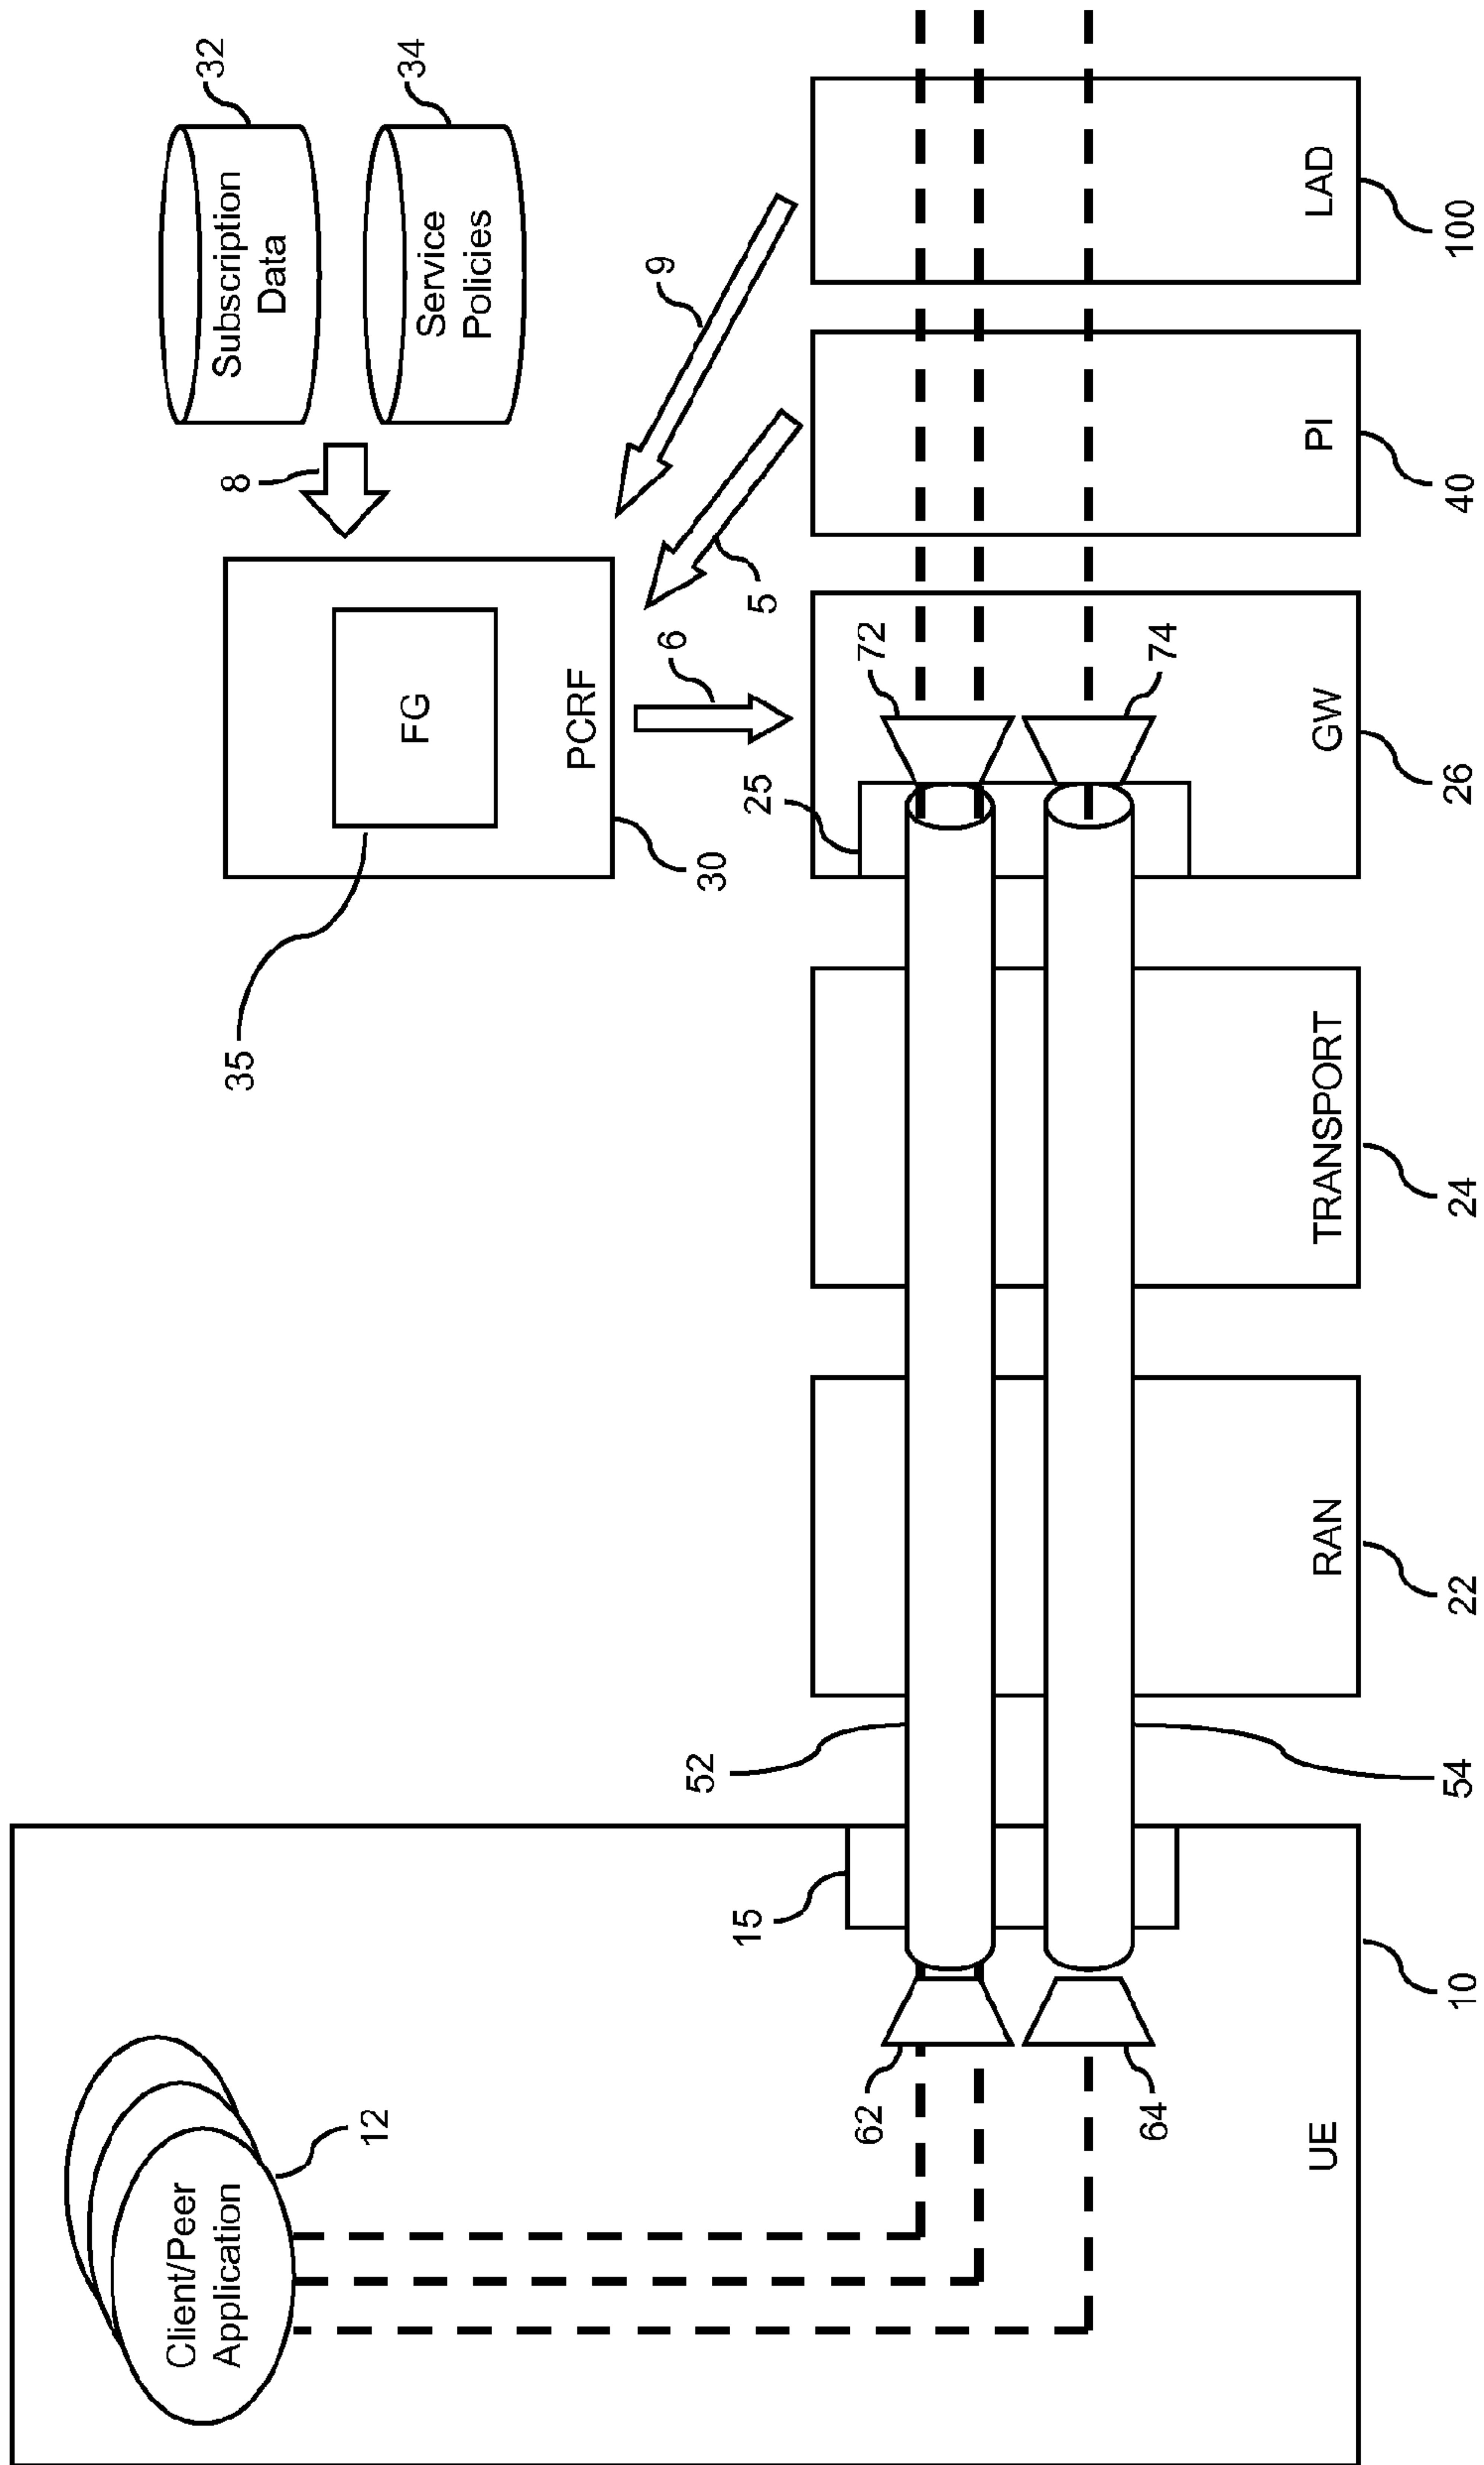 Client/Peer
Application
12
35
FG
PCRF
30
8
Subscription
Data
32
Service
Policies
34
9
5
6
62
64
15
52
54
25
72
74
UE
10
RAN
22
TRANSPORT
24
GW
26
PI
40
LAD
100